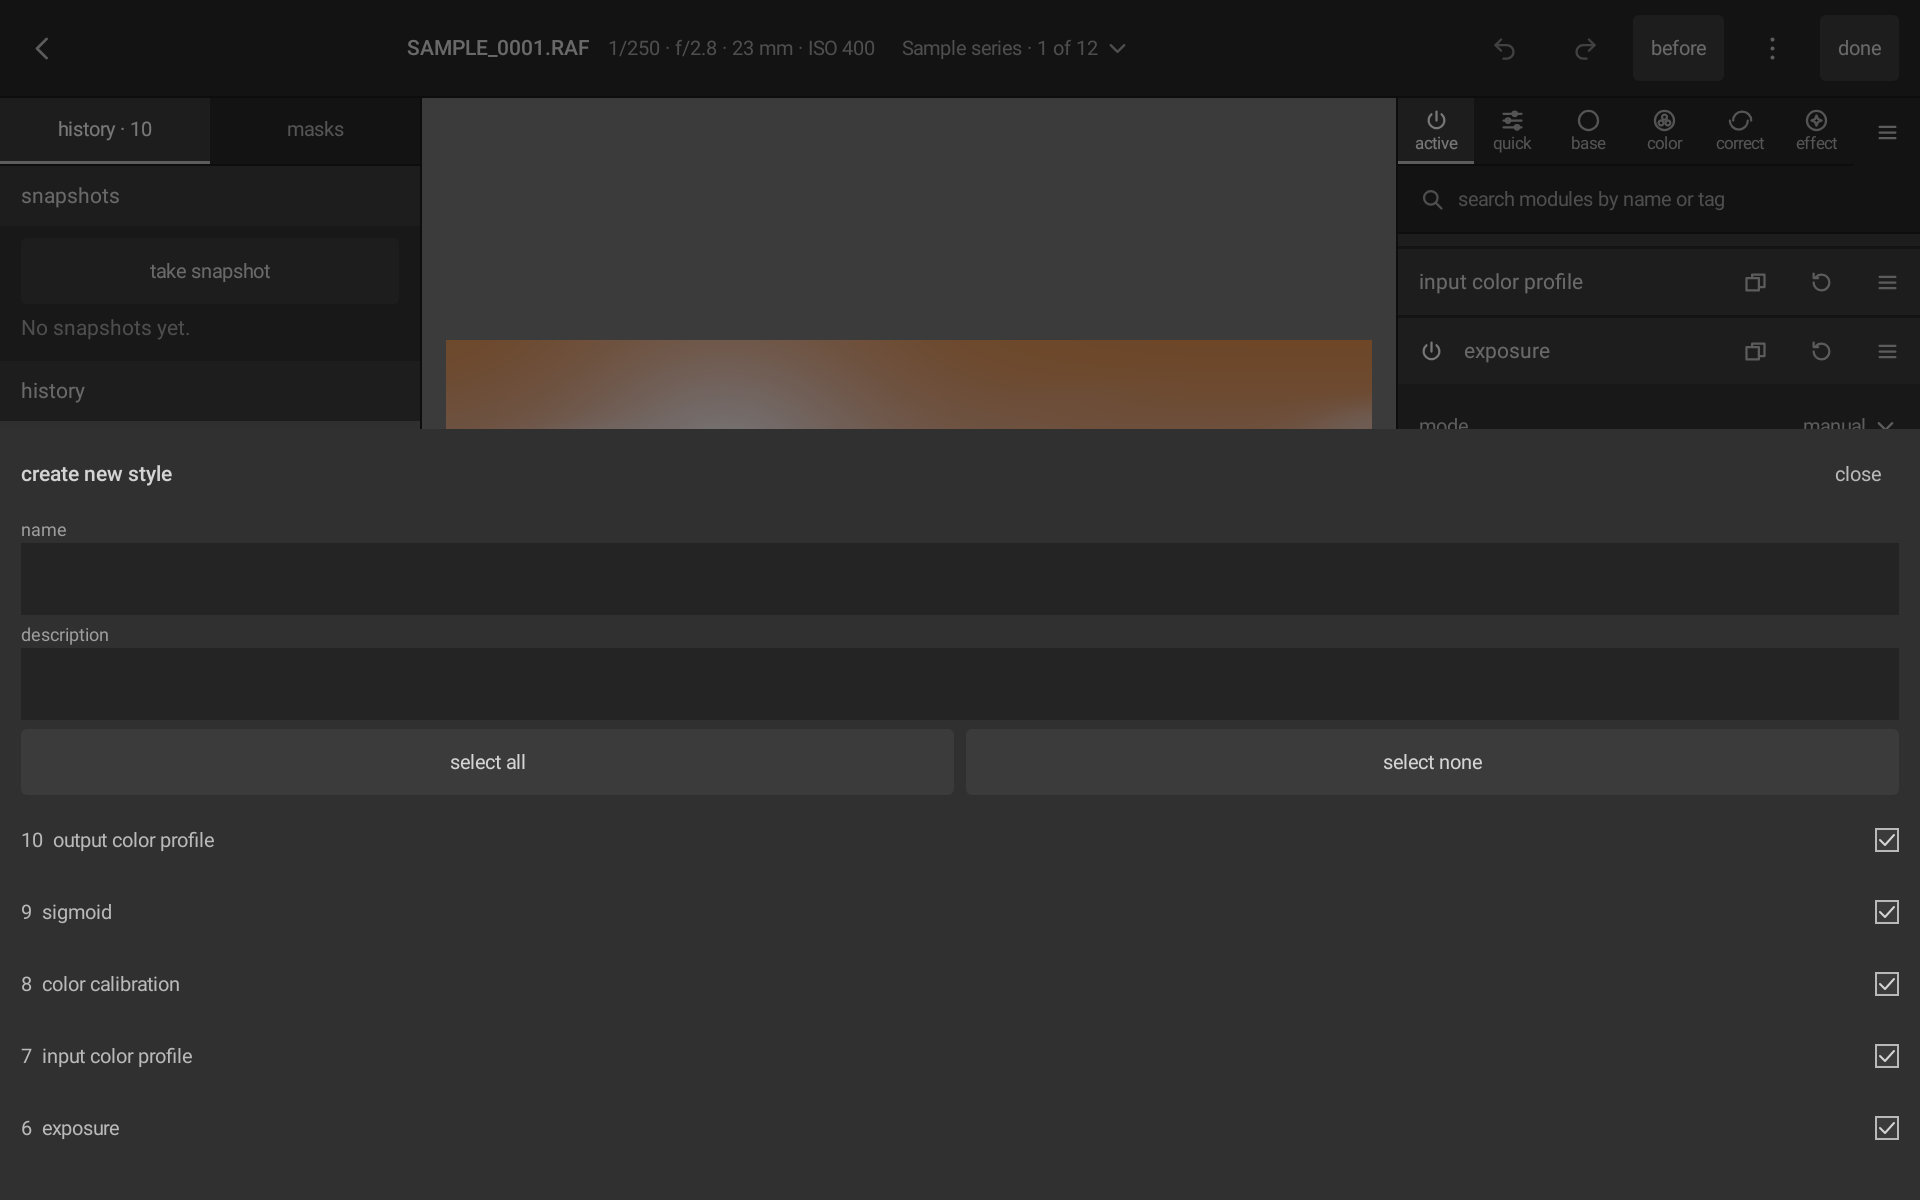 SAMPLE_0001.RAF 1/250 · f/2.8 · 23 mm · ISO 400 Sample series · 1 of 12 before done
history · 10 masks
active quick base color correct effect
snapshots
search modules by name or tag
take snapshot
No snapshots yet.
input color profile
exposure
history
mode manual
create new style close
name
description
select all select none
10 output color profile
9 sigmoid
8 color calibration
7 input color profile
6 exposure